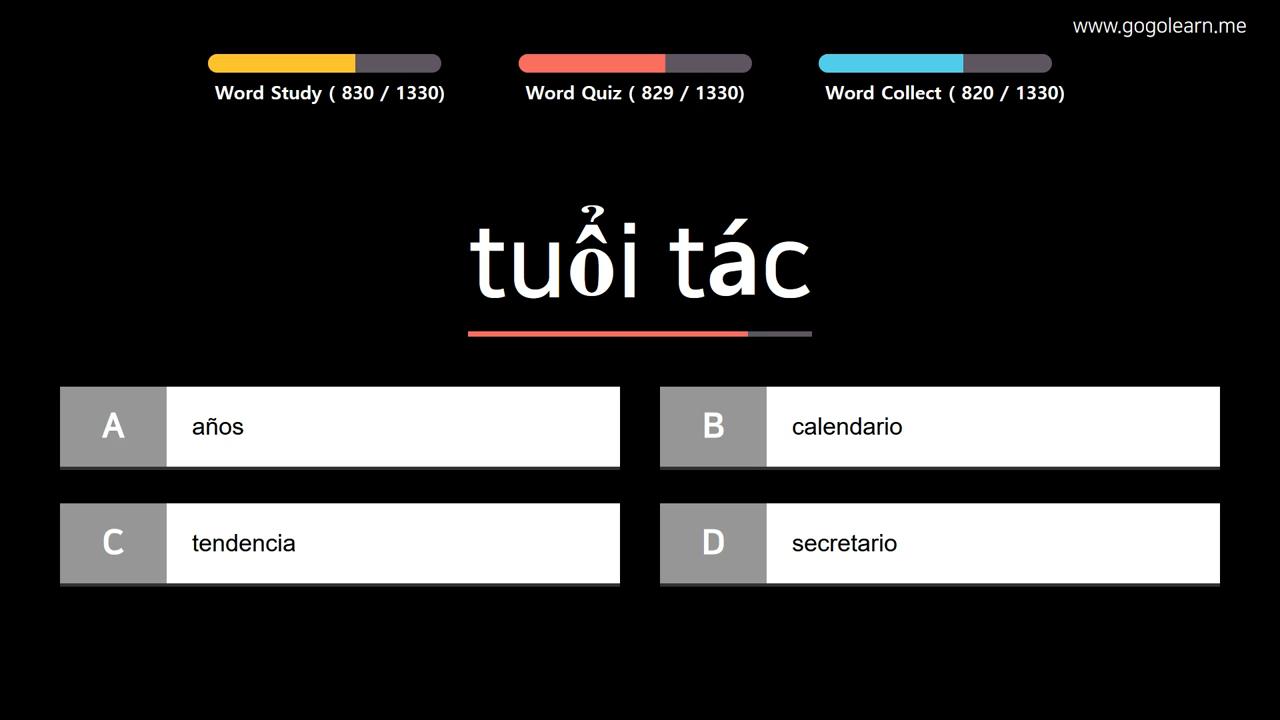 www.gogolearn.me
Word Study ( 830 / 1330)
Word Quiz ( 829 / 1330)
Word Collect ( 820 / 1330)
tuổi tác
A años
B calendario
C tendencia
D secretario